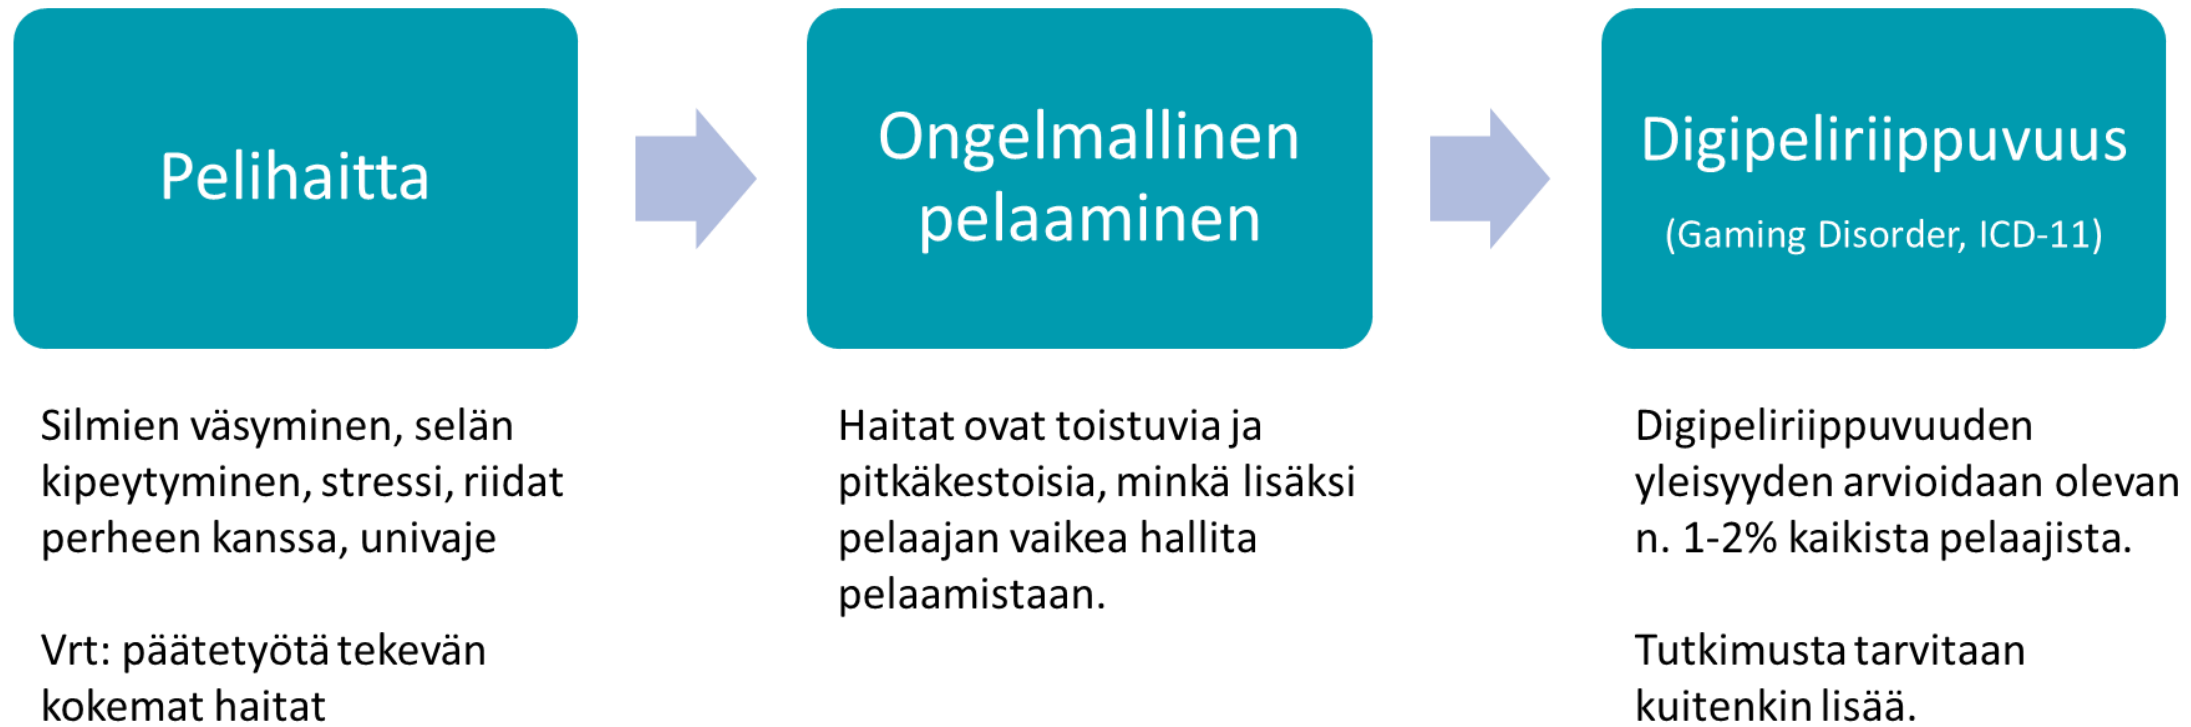 Pelihaitta
Ongelmallinen
pelaaminen
Digipeliriippuvuus
(Gaming Disorder, ICD-11)
Silmien väsyminen, selän
kipeytyminen, stressi, riidat
perheen kanssa, univaje
Vrt: päätetyötä tekevän
kokemat haitat
Haitat ovat toistuvia ja
pitkäkestoisia, minkä lisäksi
pelaajan vaikea hallita
pelaamistaan.
Digipeliriippuvuuden
yleisyyden arvioidaan olevan
n. 1-2% kaikista pelaajista.
Tutkimusta tarvitaan
kuitenkin lisää.